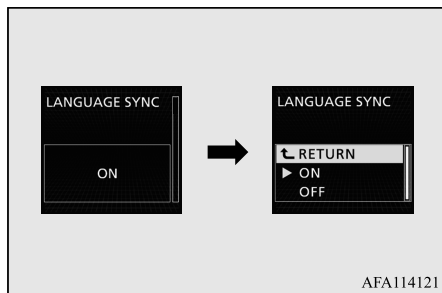 LANGUAGE SYNC
ON
LANGUAGE SYNC
RETURN
ON
OFF
AFA114121